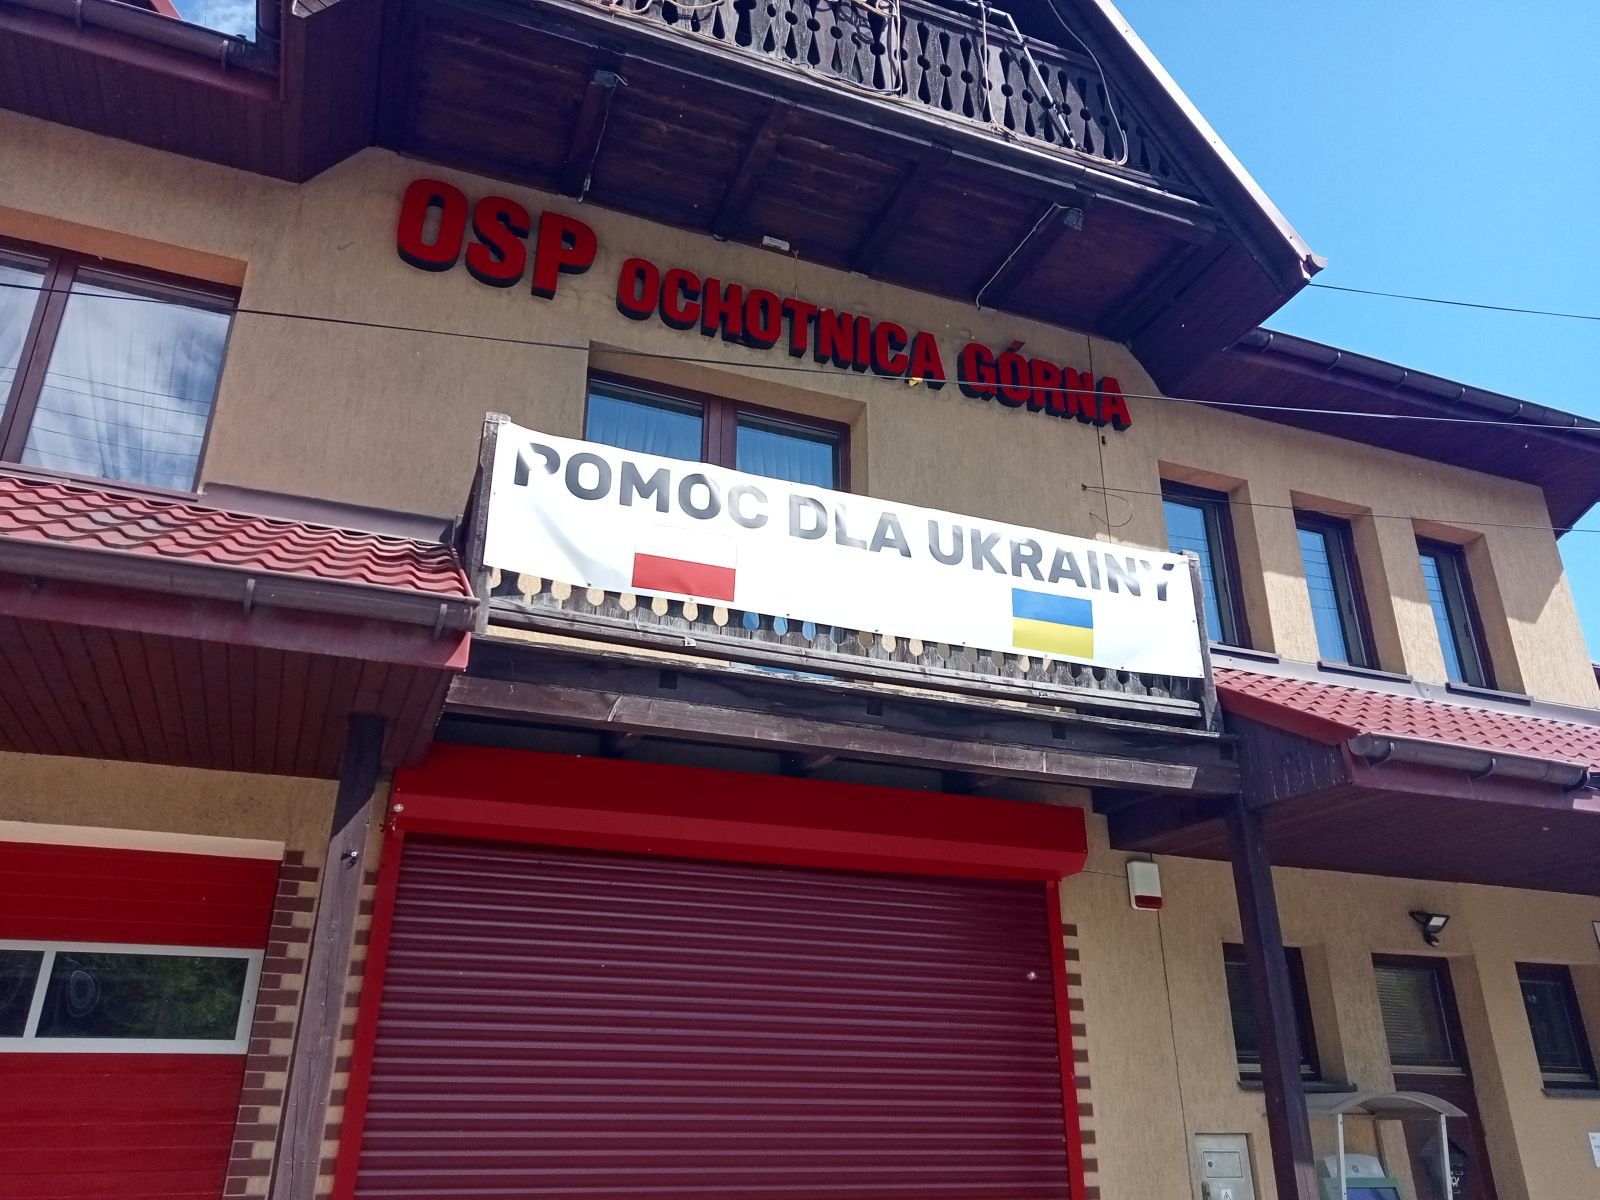 OSP OCHOTNICA GÓRNA
POMOC DLA UKRAINY